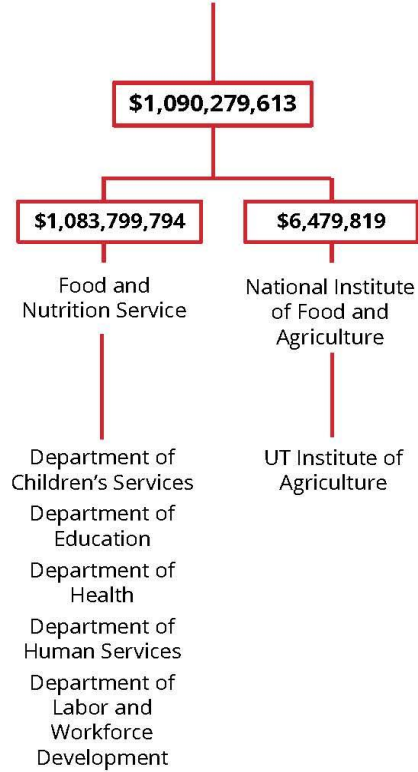 $1,090,279,613
$1,083,799,794
$6,479,819
Food and
Nutrition Service
National Institute
of Food and
Agriculture
Department of
Children’s Services
Department of
Education
Department of
Health
Department of
Human Services
Department of
Labor and
Workforce
Development
UT Institute of
Agriculture